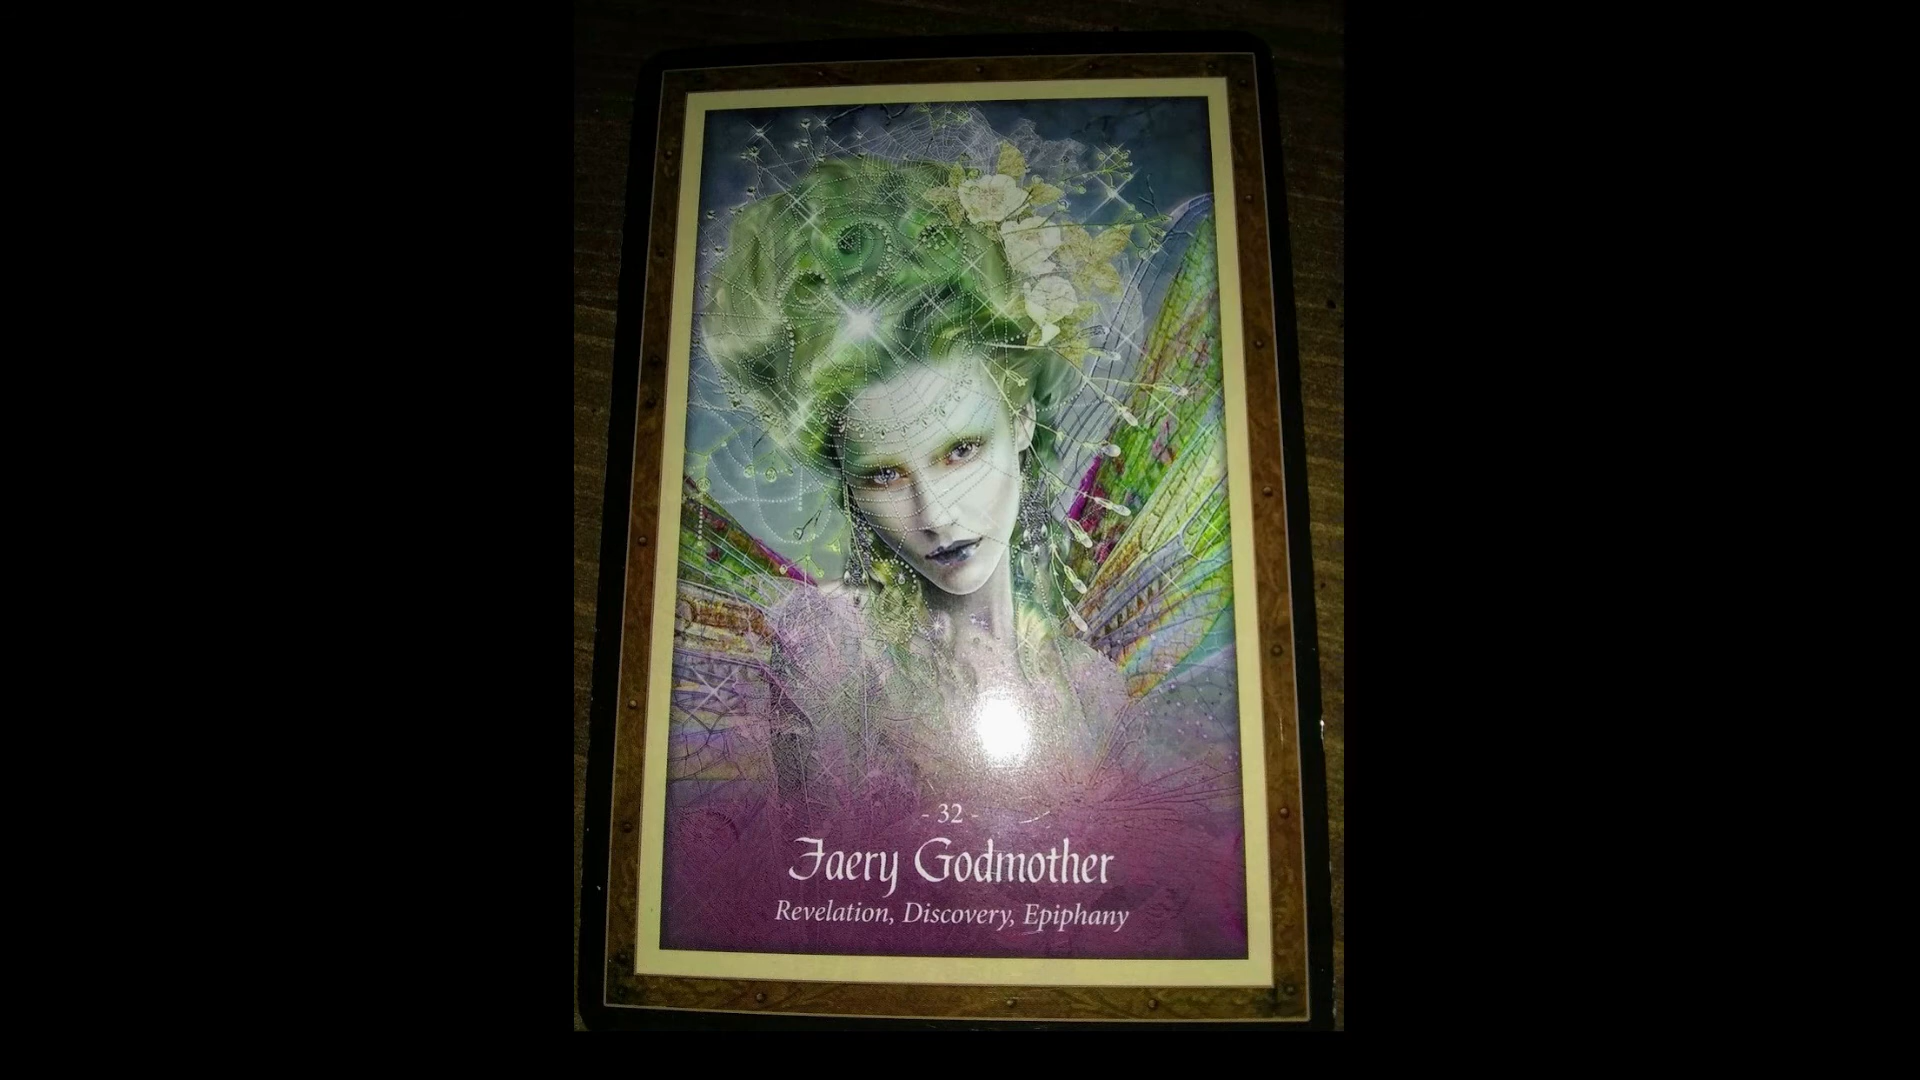 - 32 -
Faery Godmother
Revelation, Discovery, Epiphany